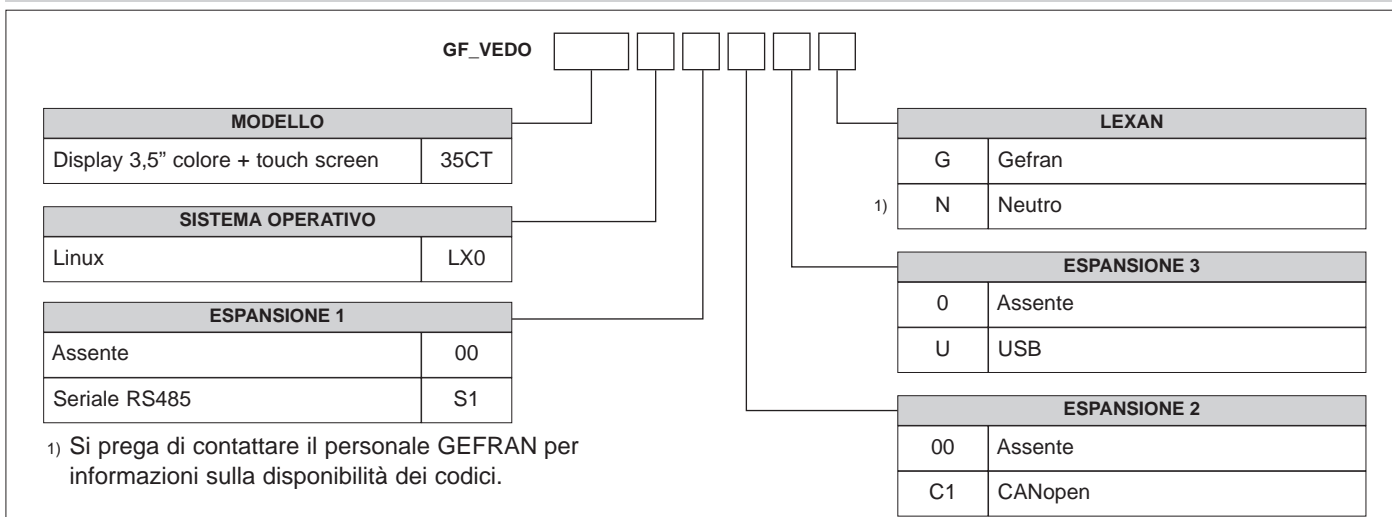 GF_VEDO
MODELLO
Display 3,5" colore + touch screen 35CT
SISTEMA OPERATIVO
Linux LX0
ESPANSIONE 1
Assente 00
Seriale RS485 S1
1) Si prega di contattare il personale GEFRAN per
informazioni sulla disponibilità dei codici.
LEXAN
G Gefran
1) N Neutro
ESPANSIONE 3
0 Assente
U USB
ESPANSIONE 2
00 Assente
C1 CANopen